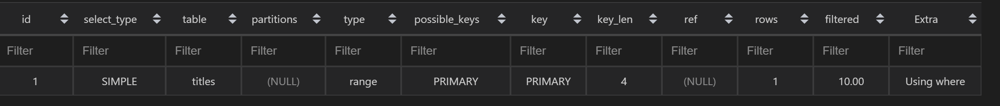 id select_type table partitions type possible_keys key key_len ref rows filtered Extra
Filter Filter Filter Filter Filter Filter Filter Filter Filter Filter Filter Filter
1 SIMPLE titles (NULL) range PRIMARY PRIMARY 4 (NULL) 1 10.00 Using where